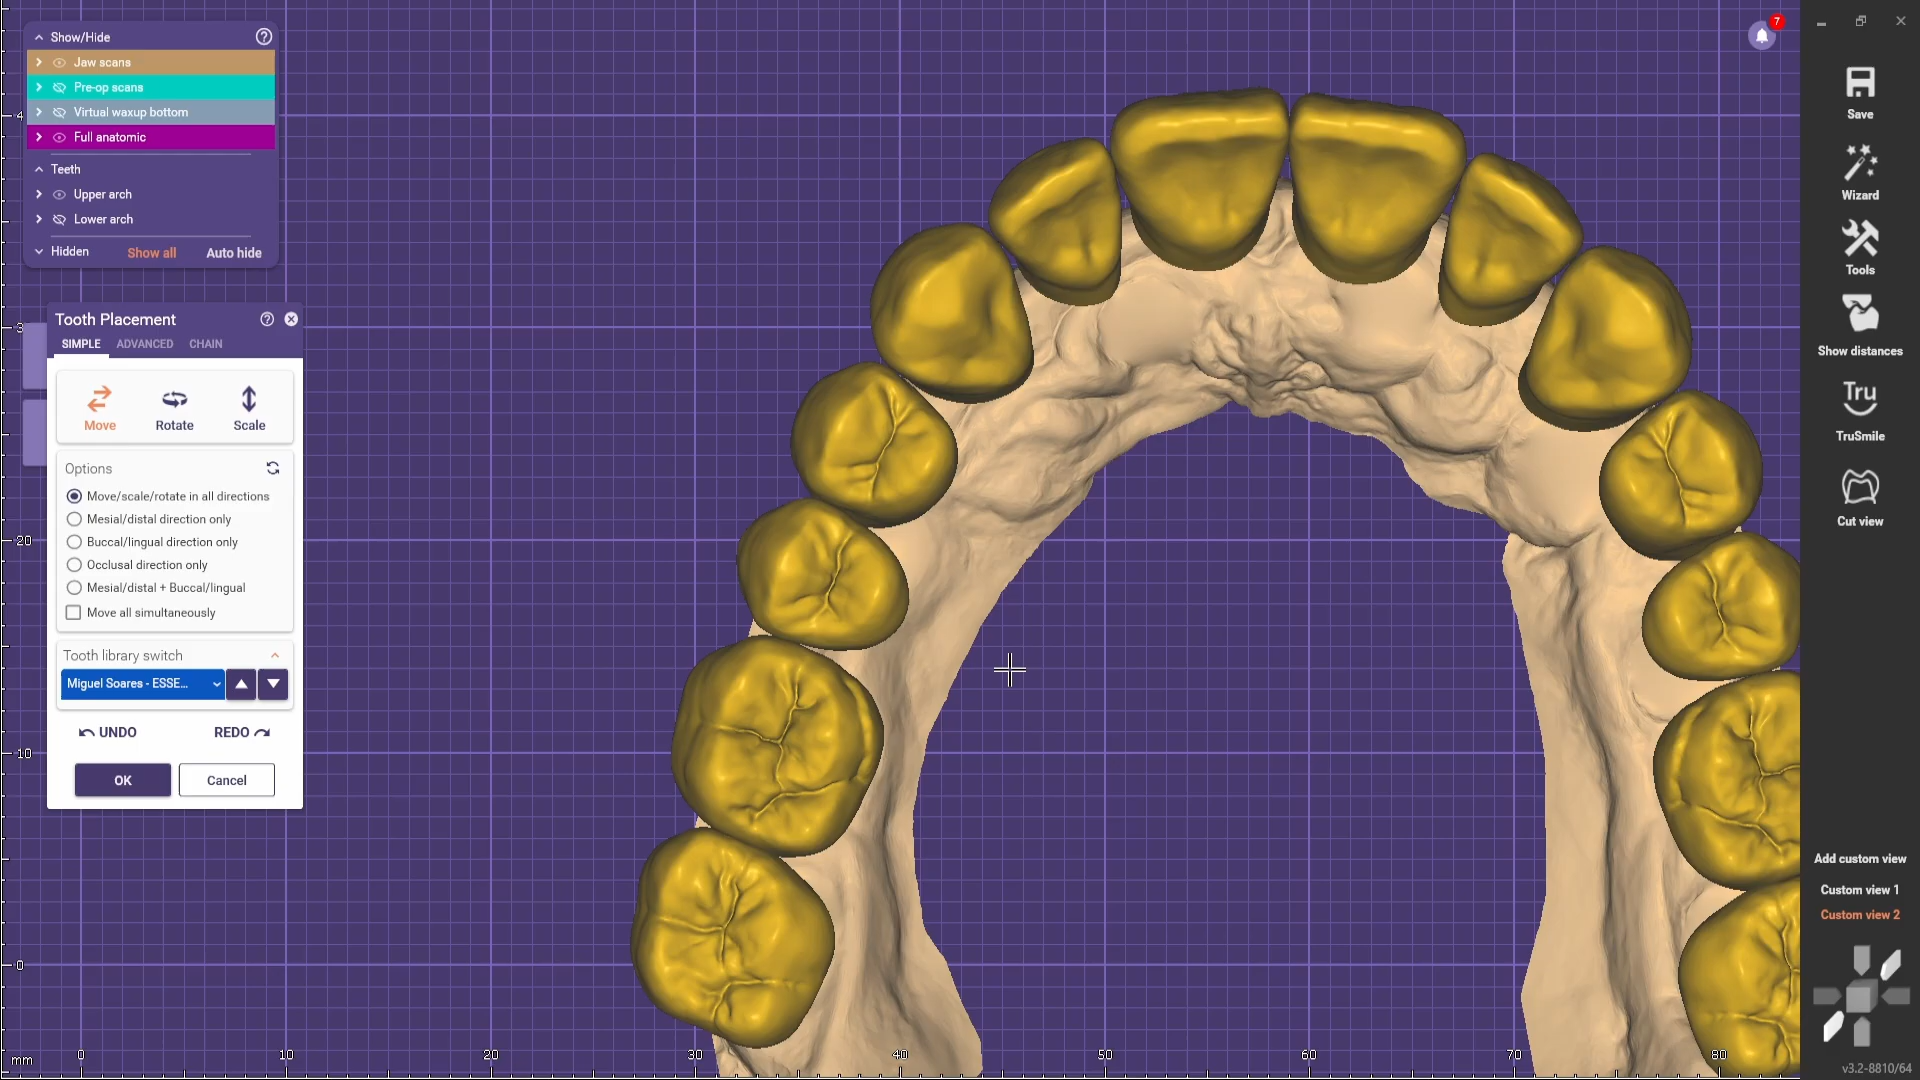 Show/Hide
Jaw scans
Pre-op scans
Virtual waxup bottom
Full anatomic
Teeth
Upper arch
Lower arch
Hidden Show all Auto hide
Tooth Placement
SIMPLE ADVANCED CHAIN
Move Rotate Scale
Options
Move/scale/rotate in all directions
Mesial/distal direction only
Buccal/lingual direction only
Occlusal direction only
Mesial/distal + Buccal/lingual
Move all simultaneously
Tooth library switch
Miguel Soares - ESSE...
UNDO REDO
OK Cancel
4
3
20
10
0
mm 0 10 20 30 40 50 60 70 80
7
Save
Wizard
Tools
Show distances
Tru
TruSmile
Cut view
Add custom view
Custom view 1
Custom view 2
v3.2-8810/64